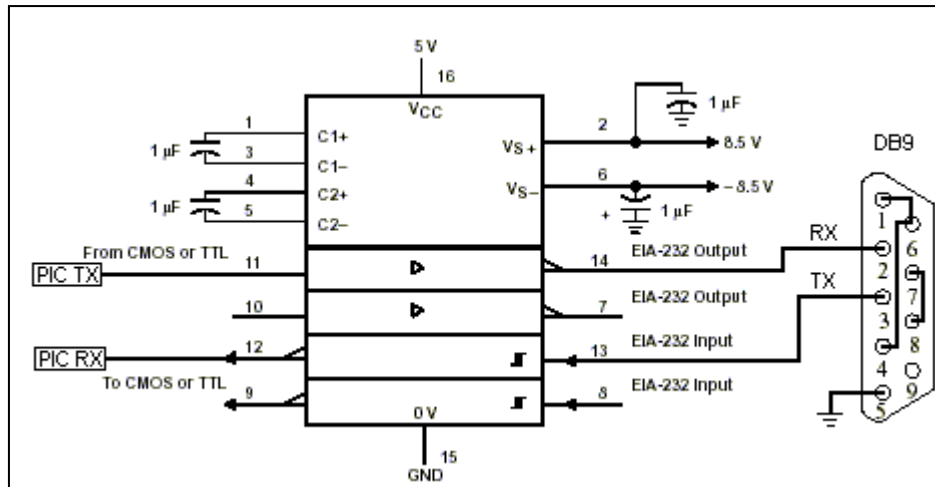 5 V
16
VCC
1
C1+
1 µF
3
C1−
4
C2+
1 µF
5
C2−
2
VS+
1 µF
8.5 V
6
VS−
− 8.5 V
+
1 µF
DB9
From CMOS or TTL
PIC TX
11
14
EIA-232 Output
RX
10
7
EIA-232 Output
TX
PIC RX
12
13
EIA-232 Input
To CMOS or TTL
9
8
EIA-232 Input
0 V
15
GND
1
6
2
7
3
8
4
9
5